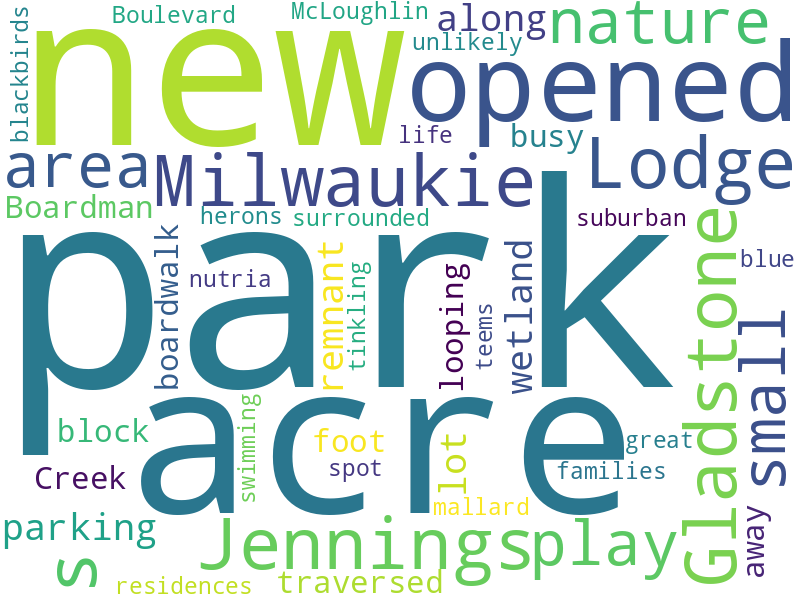 blackbirds
Boulevard
McLoughlin
along
nature
new
unlikely
opened
life
busy
area
Milwaukie
Lodge
Boardman
herons
surrounded
suburban
park
boardwalk
nutria
remnant
tinkling
looping
teems
wetland
Gladstone
blue
small
acre
block
swimming
foot
lot
great
Creek
spot
families
mallard
parking
s
Jennings
play
away
residences
traversed